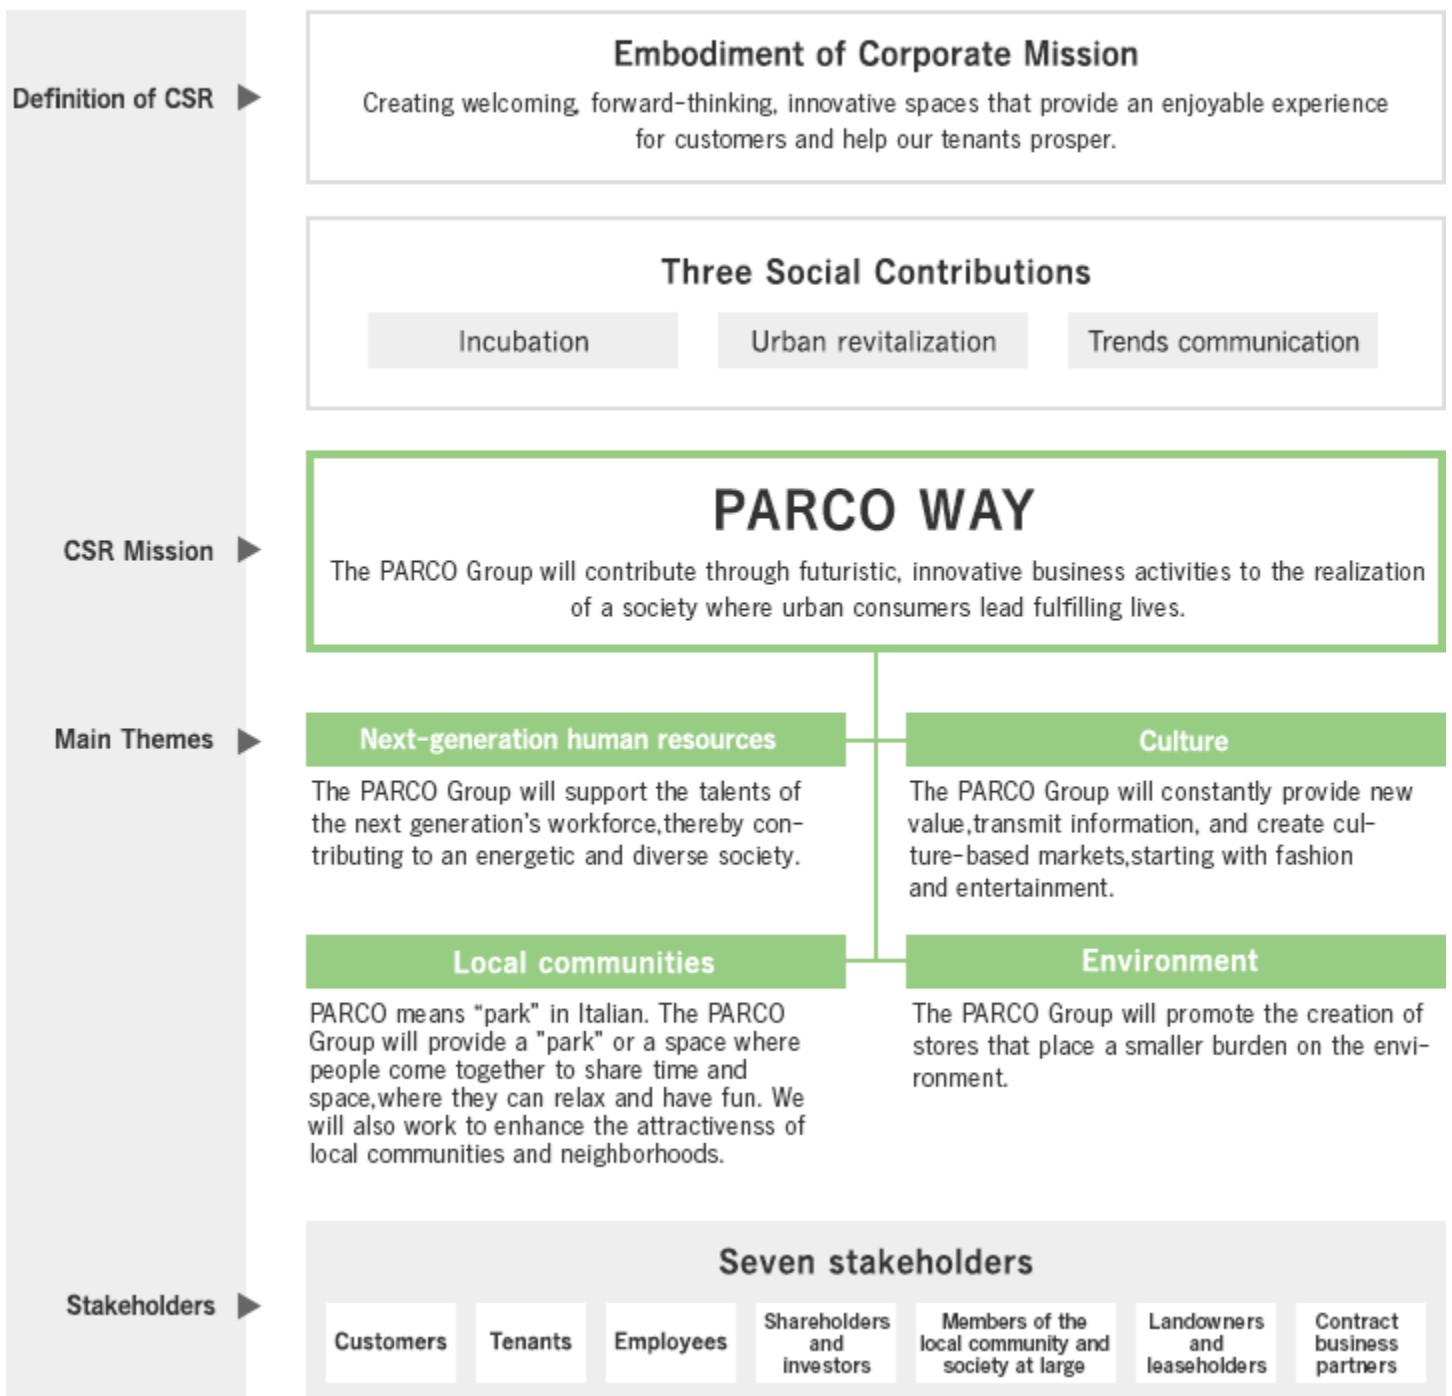 Definition of CSR
Embodiment of Corporate Mission
Creating welcoming, forward-thinking, innovative spaces that provide an enjoyable experience
for customers and help our tenants prosper.
Three Social Contributions
Incubation
Urban revitalization
Trends communication
CSR Mission
PARCO WAY
The PARCO Group will contribute through futuristic, innovative business activities to the realization
of a society where urban consumers lead fulfilling lives.
Main Themes
Next-generation human resources
The PARCO Group will support the talents of
the next generation's workforce,thereby con-
tributing to an energetic and diverse society.
Culture
The PARCO Group will constantly provide new
value,transmit information, and create cul-
ture-based markets,starting with fashion
and entertainment.
Local communities
PARCO means “park” in Italian. The PARCO
Group will provide a "park" or a space where
people come together to share time and
space,where they can relax and have fun. We
will also work to enhance the attractivenss of
local communities and neighborhoods.
Environment
The PARCO Group will promote the creation of
stores that place a smaller burden on the envi-
ronment.
Stakeholders
Seven stakeholders
Customers
Tenants
Employees
Shareholders
and
investors
Members of the
local community and
society at large
Landowners
and
leaseholders
Contract
business
partners